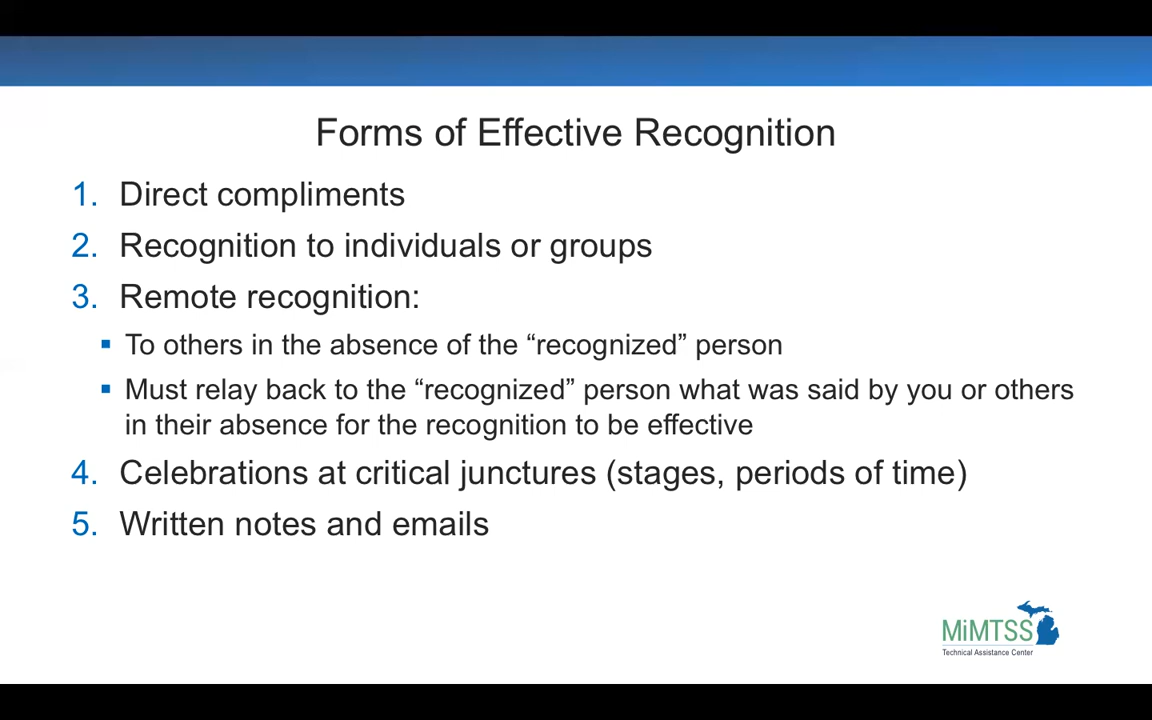 Forms of Effective Recognition
1. Direct compliments
2. Recognition to individuals or groups
3. Remote recognition:
▪ To others in the absence of the “recognized” person
▪ Must relay back to the “recognized” person what was said by you or others
in their absence for the recognition to be effective
4. Celebrations at critical junctures (stages, periods of time)
5. Written notes and emails
MiMTSS
Technical Assistance Center